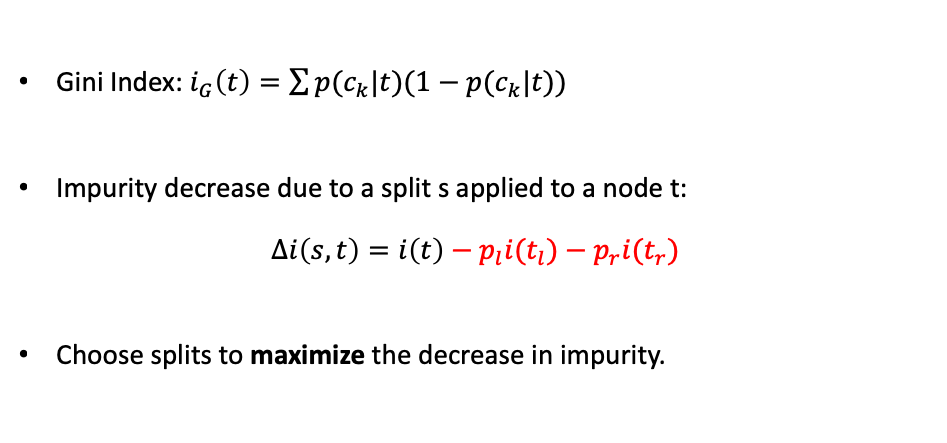 • Gini Index: i_G(t) = ∑ p(c_k|t)(1 − p(c_k|t))
• Impurity decrease due to a split s applied to a node t:
Δi(s, t) = i(t) − p_l i(t_l) − p_r i(t_r)
• Choose splits to maximize the decrease in impurity.